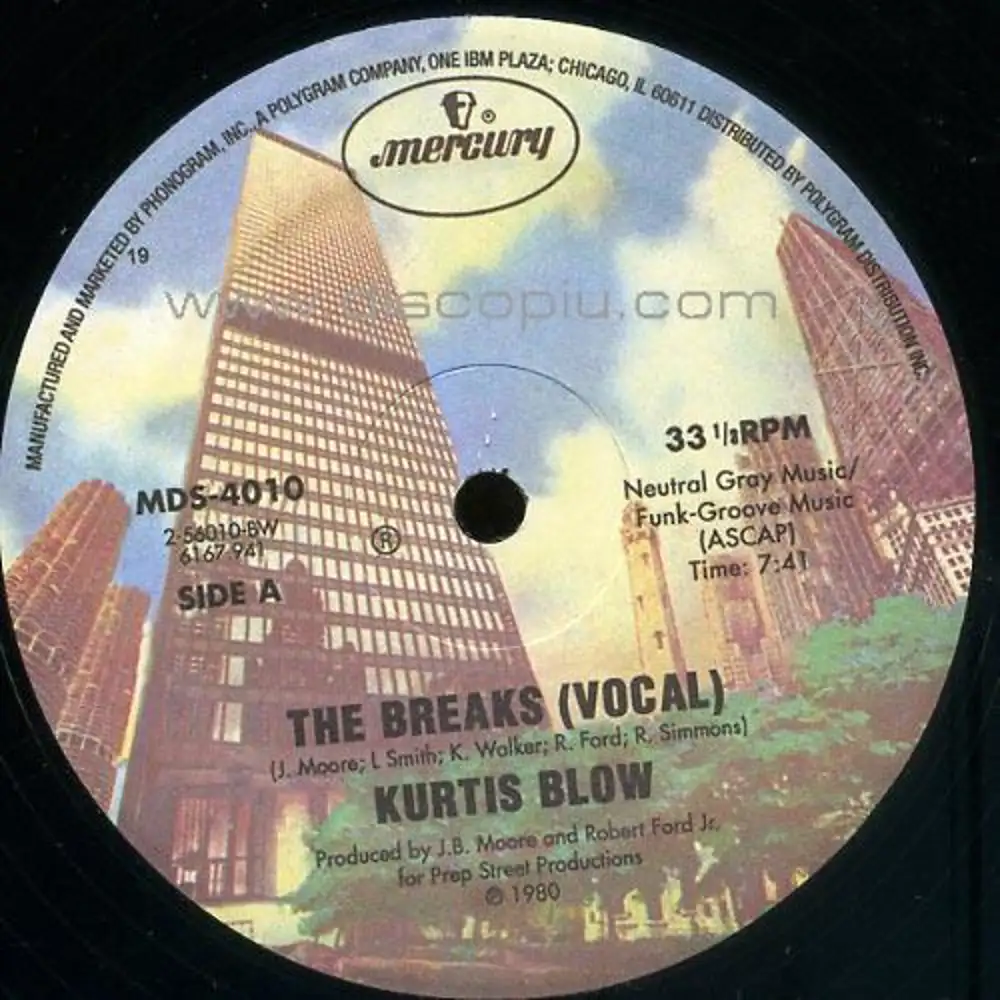 MANUFACTURED AND MARKETED BY PHONOGRAM, INC., A POLYGRAM COMPANY, ONE IBM PLAZA; CHICAGO, IL 60611 DISTRIBUTED BY POLYGRAM DISTRIBUTION INC.
®
mercury
19
www.discopiu.com
33 1/3 RPM
Neutral Gray Music/
Funk-Groove Music
(ASCAP)
Time: 7:41
MDS-4010
2-56010-BW
6167 941
®
SIDE A
THE BREAKS (VOCAL)
(J. Moore; L Smith; K. Walker; R. Ford; R. Simmons)
KURTIS BLOW
Produced by J.B. Moore and Robert Ford Jr.
for Prep Street Productions
℗ 1980